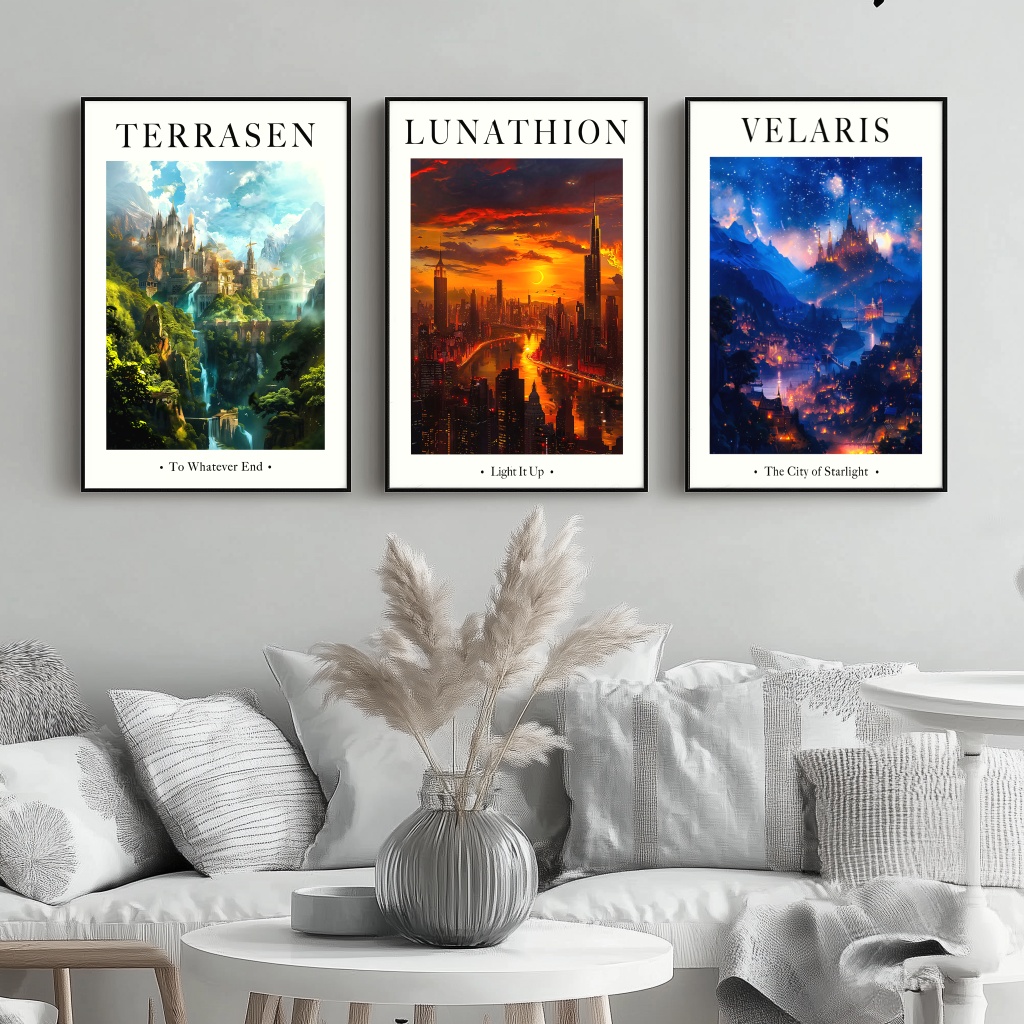 TERRASEN
• To Whatever End •
LUNATHION
• Light It Up •
VELARIS
• The City of Starlight •